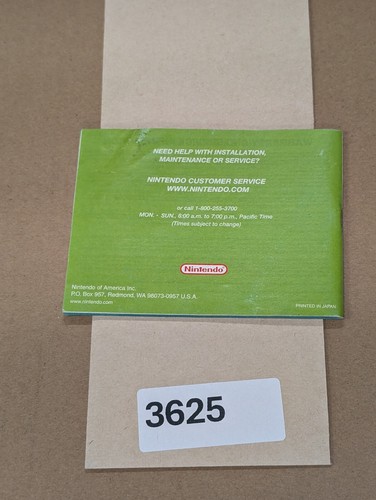 NEED HELP WITH INSTALLATION,
MAINTENANCE OR SERVICE?
NINTENDO CUSTOMER SERVICE
WWW.NINTENDO.COM
or call 1-800-255-3700
MON. - SUN., 6:00 a.m. to 7:00 p.m., Pacific Time
(Times subject to change)
Nintendo
Nintendo of America Inc.
P.O. Box 957, Redmond, WA 98073-0957 U.S.A.
www.nintendo.com
PRINTED IN JAPAN
3625